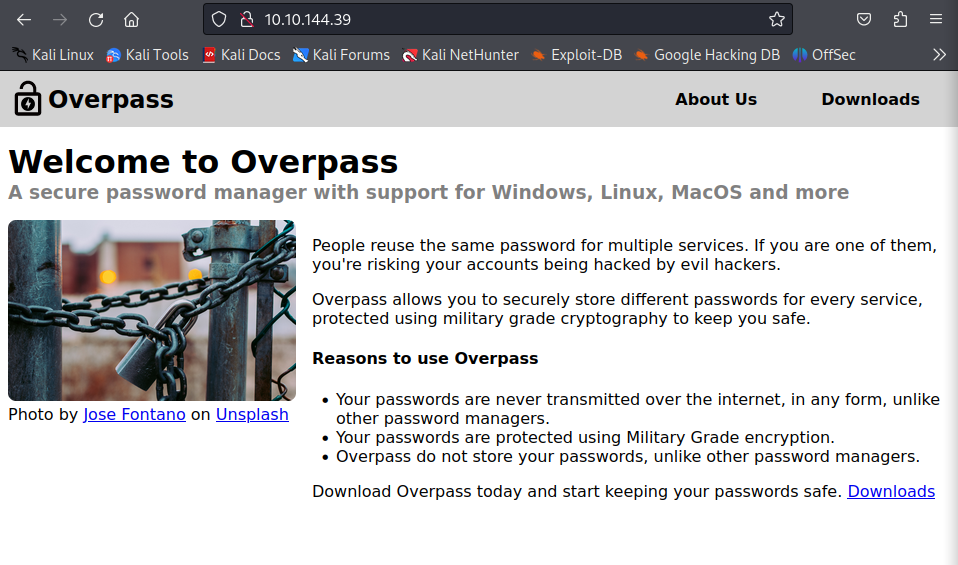 10.10.144.39
Kali Linux Kali Tools Kali Docs Kali Forums Kali NetHunter Exploit-DB Google Hacking DB OffSec
Overpass About Us Downloads
Welcome to Overpass
A secure password manager with support for Windows, Linux, MacOS and more
People reuse the same password for multiple services. If you are one of them,
you're risking your accounts being hacked by evil hackers.
Overpass allows you to securely store different passwords for every service,
protected using military grade cryptography to keep you safe.
Reasons to use Overpass
• Your passwords are never transmitted over the internet, in any form, unlike
other password managers.
• Your passwords are protected using Military Grade encryption.
• Overpass do not store your passwords, unlike other password managers.
Download Overpass today and start keeping your passwords safe. Downloads
Photo by Jose Fontano on Unsplash